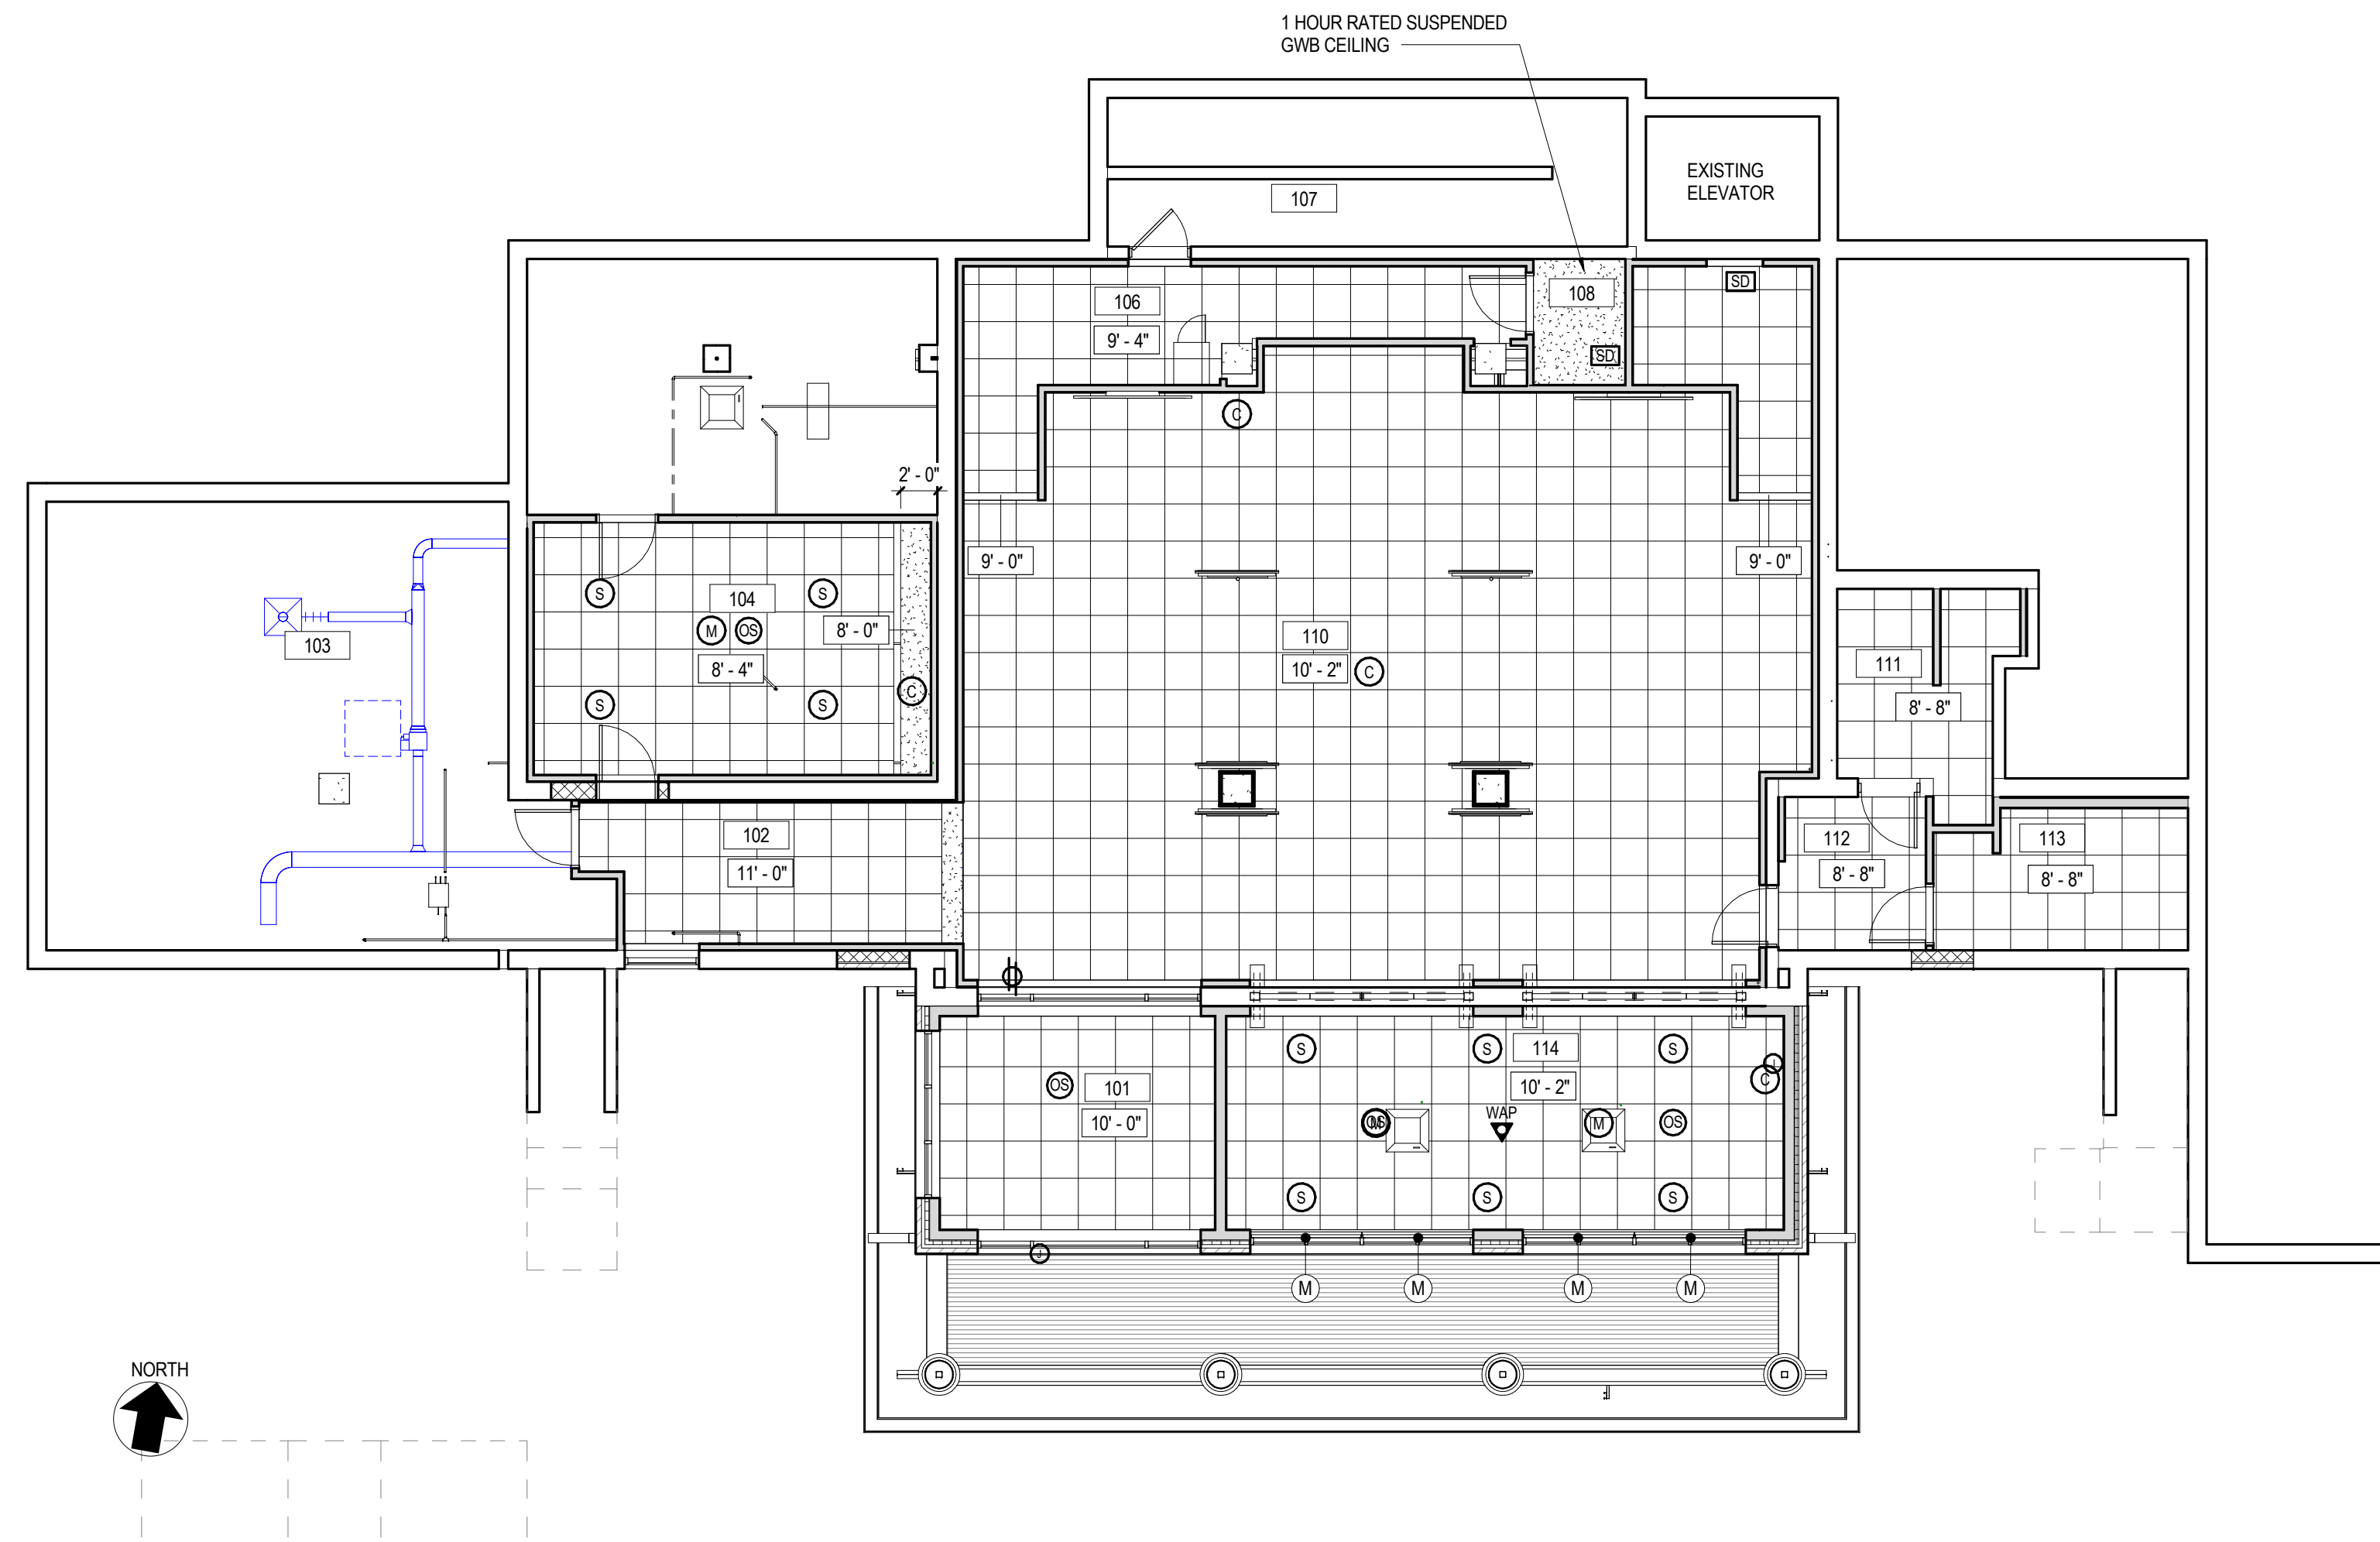 1 HOUR RATED SUSPENDED
GWB CEILING
EXISTING
ELEVATOR
107
SD
108
106
9' - 4"
SD
C
2' - 0"
9' - 0"
9' - 0"
S
104
S
M
OS
8' - 0"
110
103
8' - 4"
10' - 2"
C
111
C
S
S
8' - 8"
102
112
113
11' - 0"
8' - 8"
8' - 8"
S
S
114
S
J
C
OS
101
10' - 2"
10' - 0"
WAP
OS
M
M
OS
S
S
S
J
M
M
M
M
NORTH